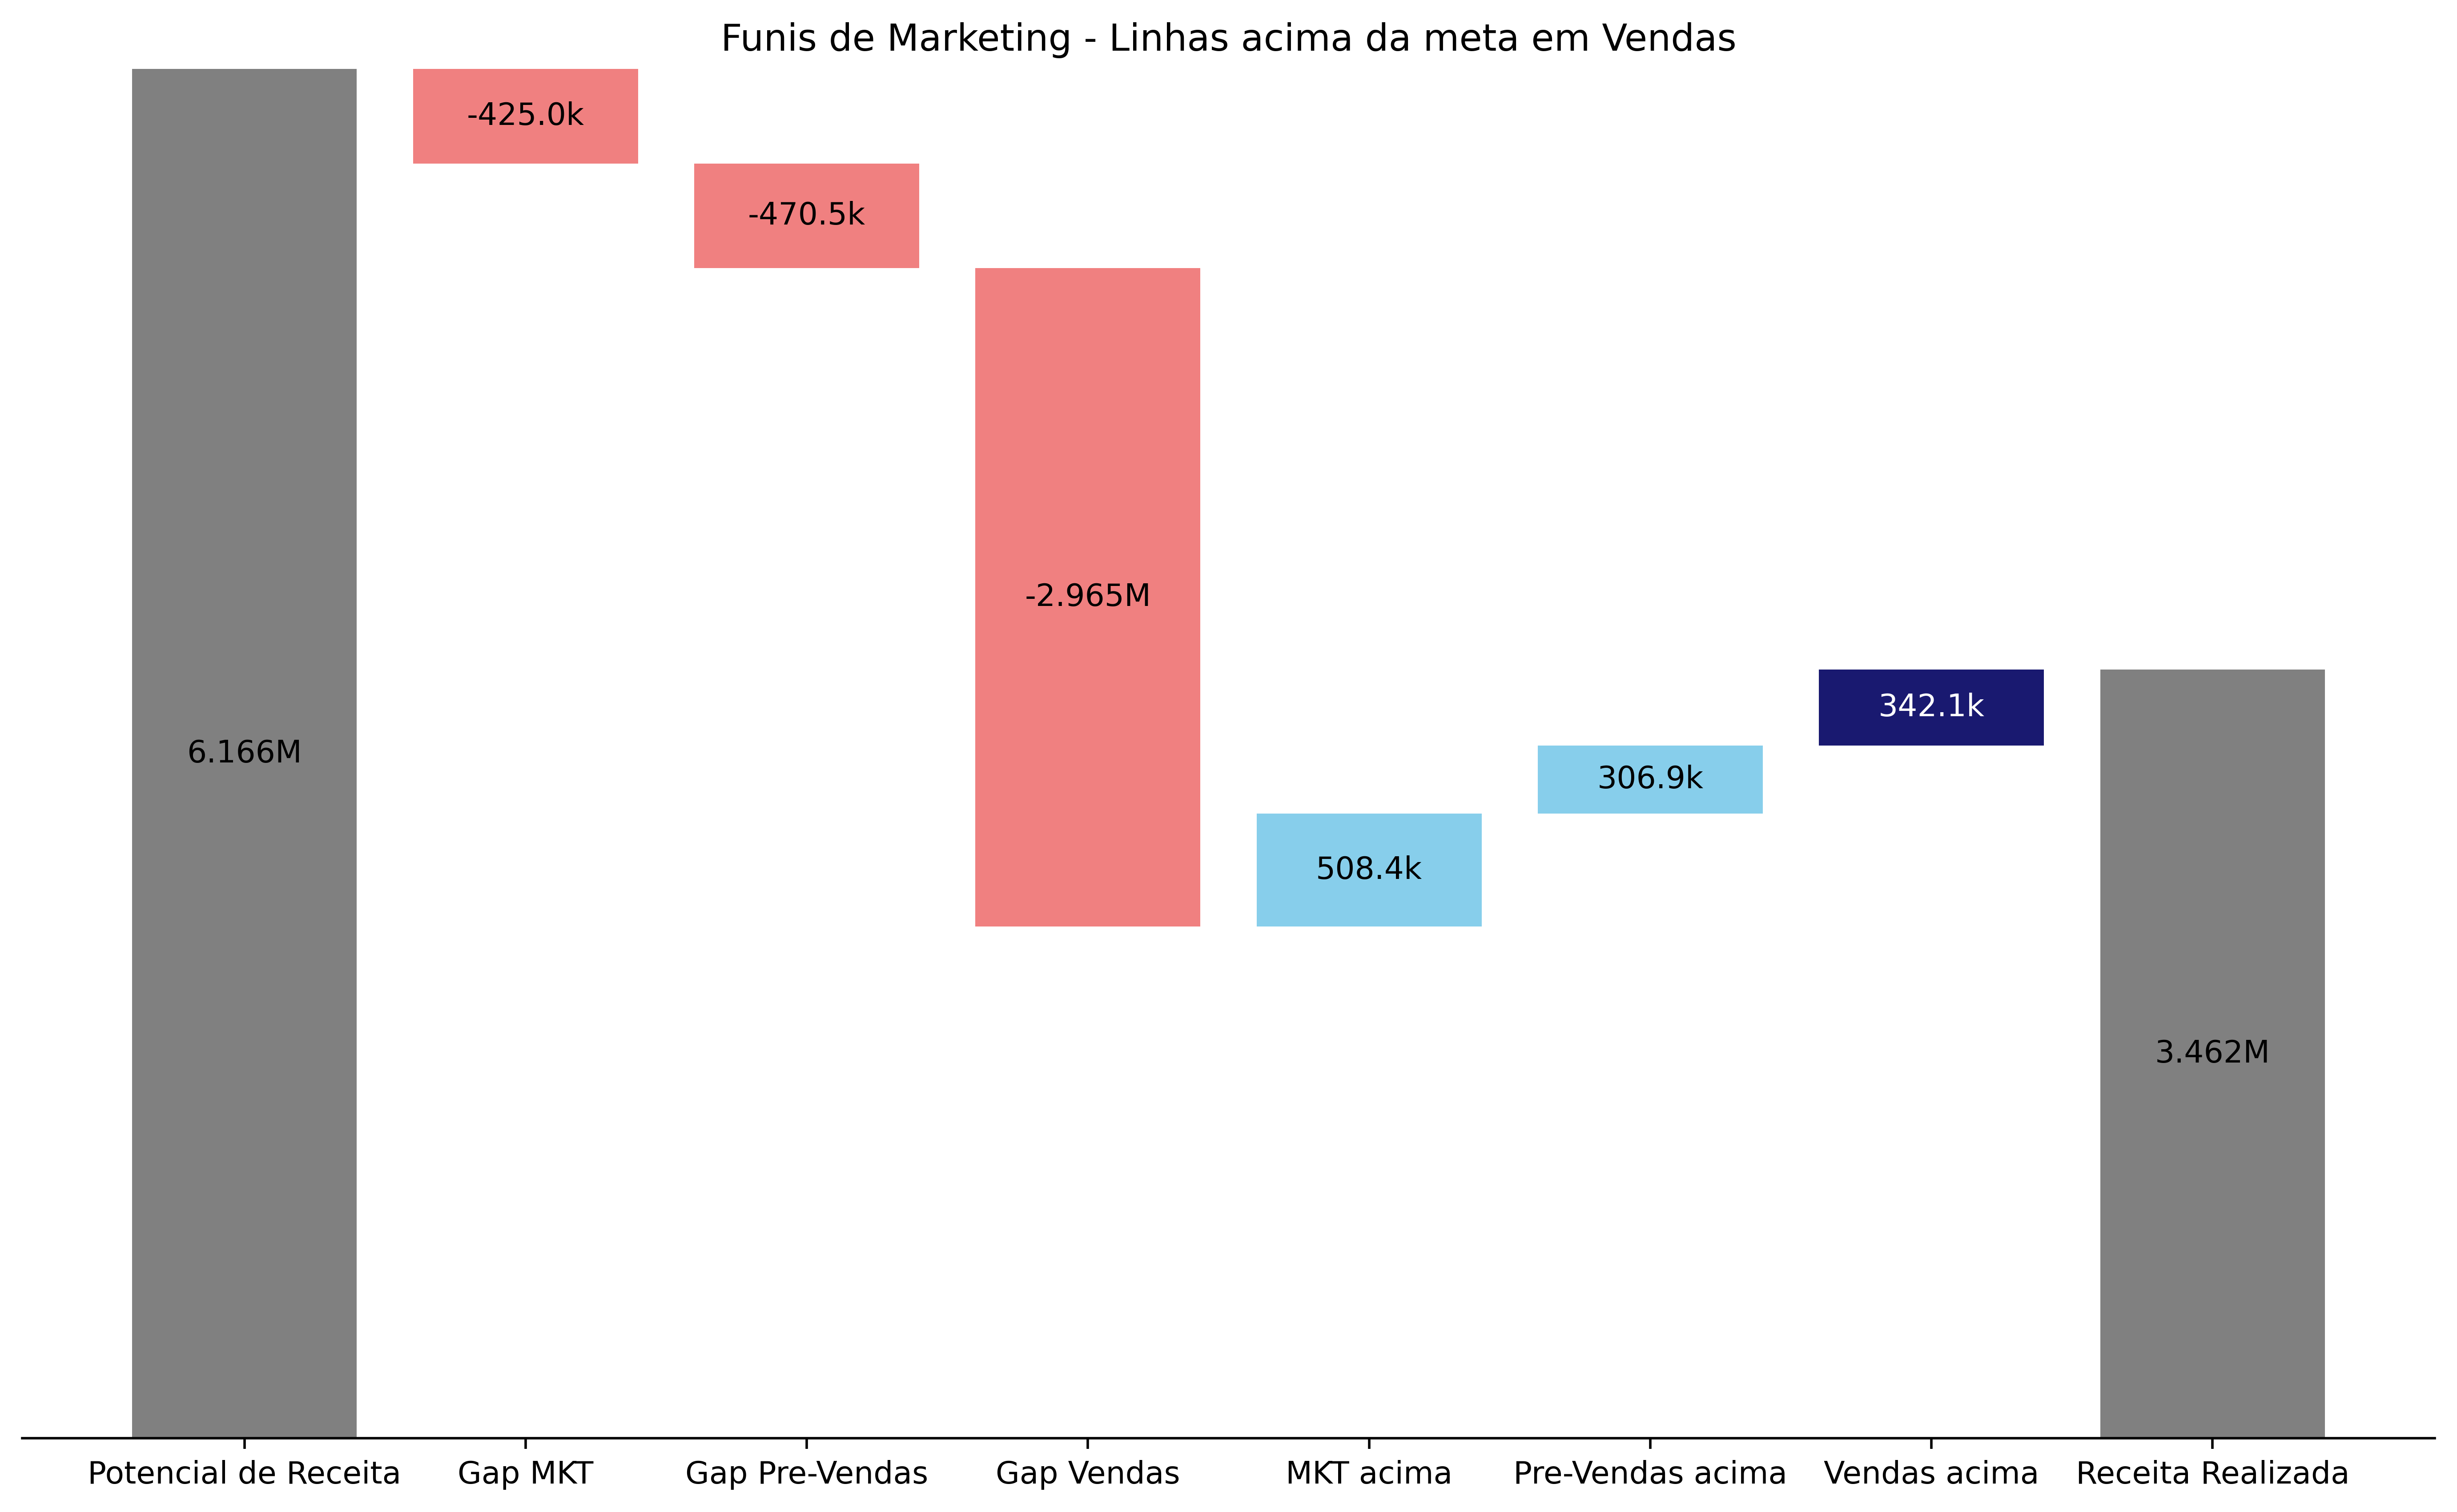 Funis de Marketing - Linhas acima da meta em Vendas
-425.0k
-470.5k
-2.965M
342.1k
6.166M
306.9k
508.4k
3.462M
Potencial de Receita
Gap MKT
Gap Pre-Vendas
Gap Vendas
MKT acima
Pre-Vendas acima
Vendas acima
Receita Realizada